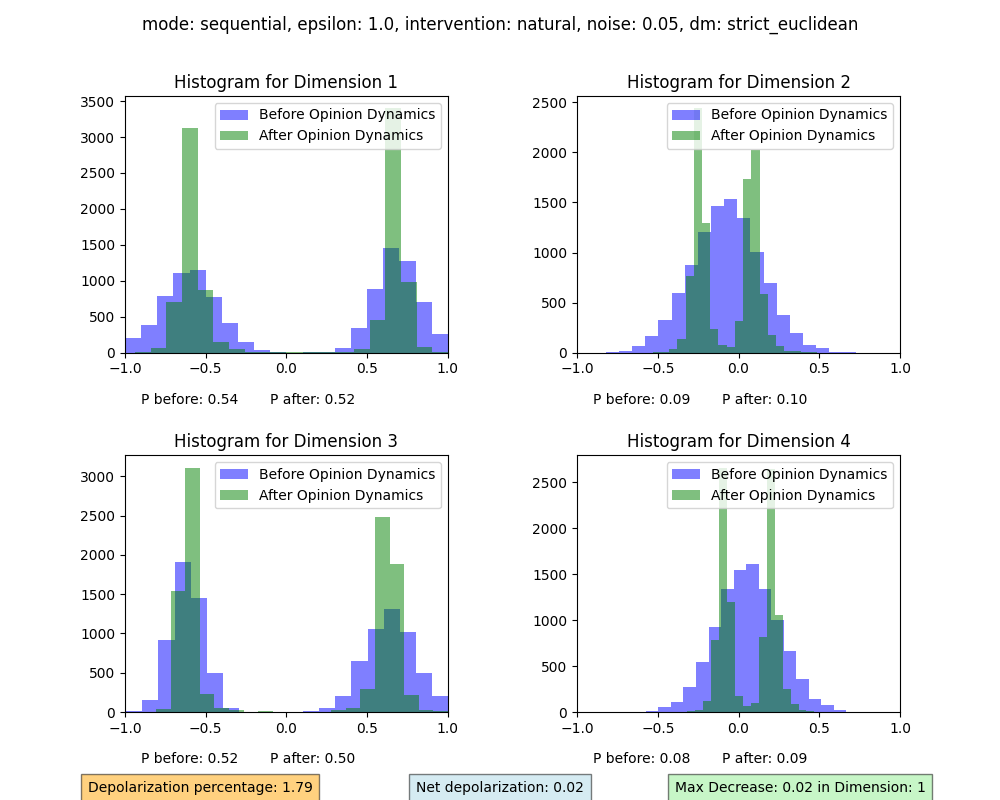 mode: sequential, epsilon: 1.0, intervention: natural, noise: 0.05, dm: strict_euclidean
Histogram for Dimension 1
Before Opinion Dynamics
After Opinion Dynamics
3500
3000
2500
2000
1500
1000
500
0
−1.0 −0.5 0.0 0.5 1.0
P before: 0.54 P after: 0.52
Histogram for Dimension 2
Before Opinion Dynamics
After Opinion Dynamics
2500
2000
1500
1000
500
0
−1.0 −0.5 0.0 0.5 1.0
P before: 0.09 P after: 0.10
Histogram for Dimension 3
Before Opinion Dynamics
After Opinion Dynamics
3000
2500
2000
1500
1000
500
0
−1.0 −0.5 0.0 0.5 1.0
P before: 0.52 P after: 0.50
Histogram for Dimension 4
Before Opinion Dynamics
After Opinion Dynamics
2500
2000
1500
1000
500
0
−1.0 −0.5 0.0 0.5 1.0
P before: 0.08 P after: 0.09
Depolarization percentage: 1.79
Net depolarization: 0.02
Max Decrease: 0.02 in Dimension: 1